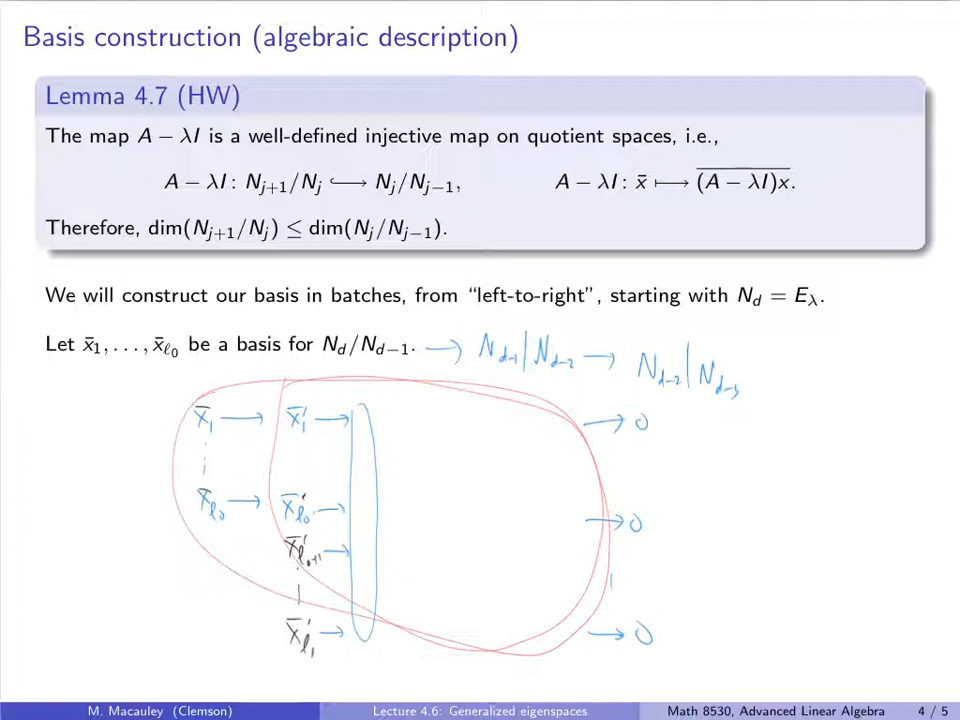 Basis construction (algebraic description)
Lemma 4.7 (HW)
The map A − λI is a well-defined injective map on quotient spaces, i.e.,
A − λI : N_{j+1}/N_j ↪ N_j/N_{j−1},    A − λI : x̄ ⟼ \overline{(A − λI)x}.
Therefore, dim(N_{j+1}/N_j) ≤ dim(N_j/N_{j−1}).
We will construct our basis in batches, from “left-to-right”, starting with N_d = E_λ.
Let x̄_1, . . . , x̄_{ℓ_0} be a basis for N_d/N_{d−1}. → N_{d-1}/N_{d-2} → N_{d-2}/N_{d-3}
x̄_1 → x̄_1' → → 0
x̄_{ℓ_0} → x̄_{ℓ_0}' → → 0
x̄_{ℓ_0+1}' →
x̄_{ℓ_1}' → → 0
M. Macauley (Clemson) Lecture 4.6: Generalized eigenspaces Math 8530, Advanced Linear Algebra 4 / 5